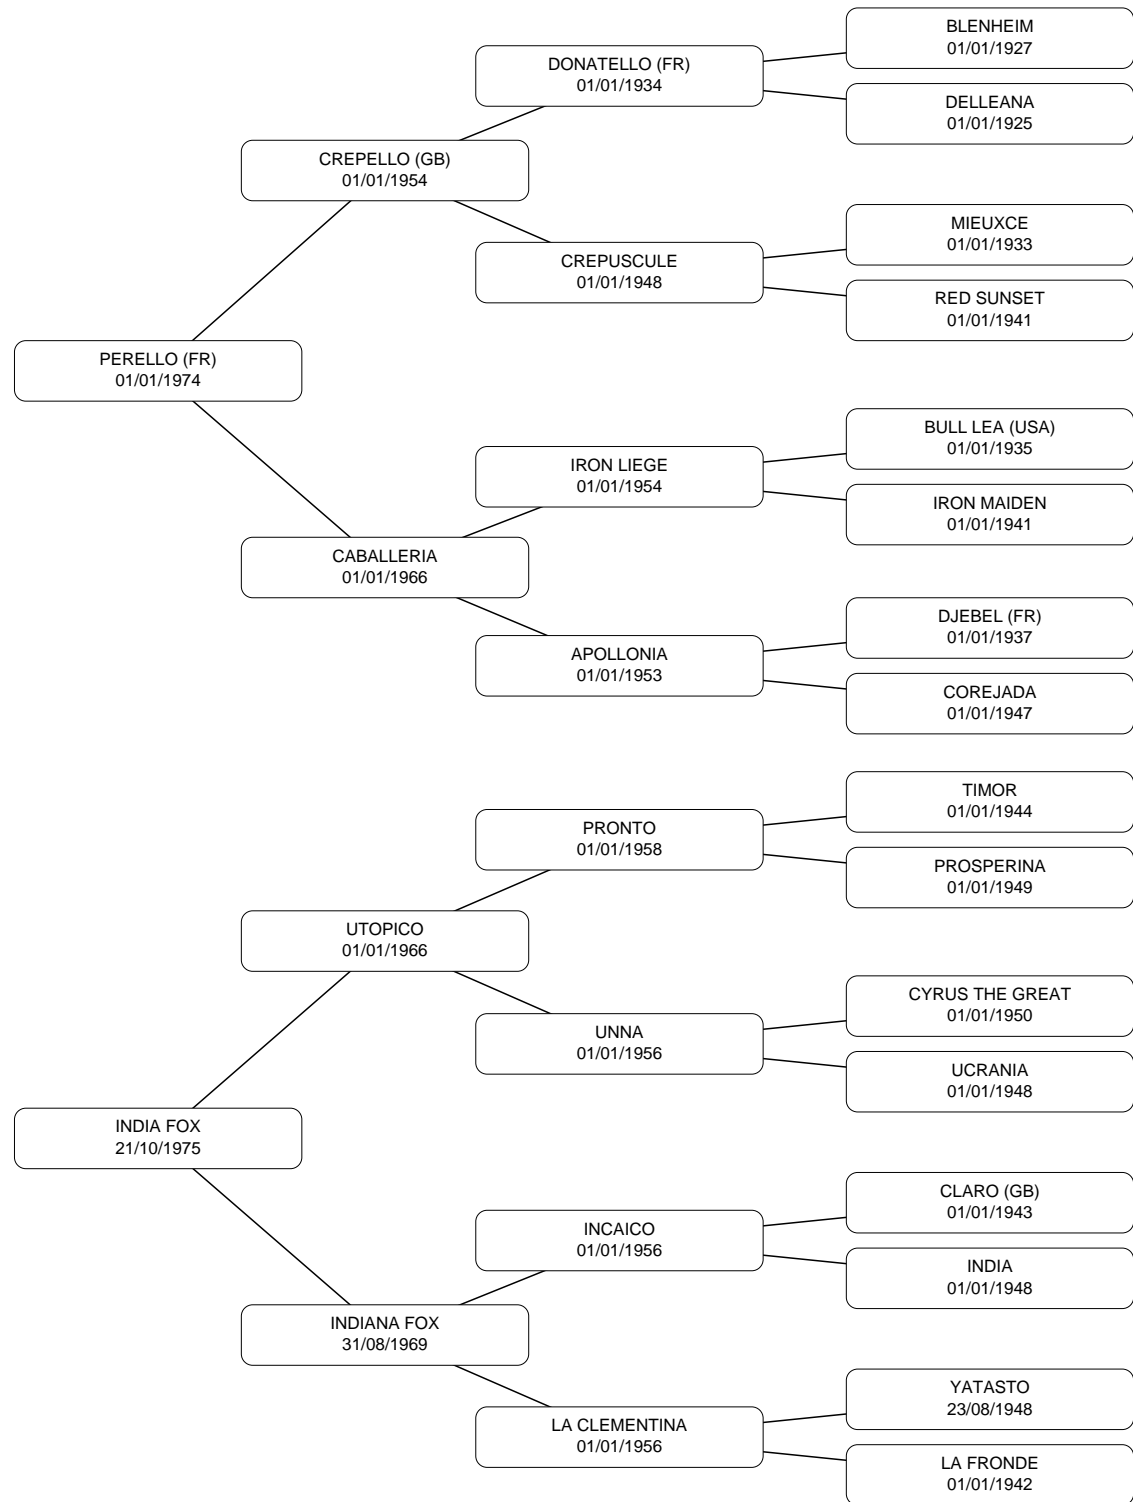 BLENHEIM
01/01/1927
DONATELLO (FR)
01/01/1934
DELLEANA
01/01/1925
CREPELLO (GB)
01/01/1954
MIEUXCE
01/01/1933
CREPUSCULE
01/01/1948
RED SUNSET
01/01/1941
PERELLO (FR)
01/01/1974
BULL LEA (USA)
01/01/1935
IRON LIEGE
01/01/1954
IRON MAIDEN
01/01/1941
CABALLERIA
01/01/1966
DJEBEL (FR)
01/01/1937
APOLLONIA
01/01/1953
COREJADA
01/01/1947
TIMOR
01/01/1944
PRONTO
01/01/1958
PROSPERINA
01/01/1949
UTOPICO
01/01/1966
CYRUS THE GREAT
01/01/1950
UNNA
01/01/1956
UCRANIA
01/01/1948
INDIA FOX
21/10/1975
CLARO (GB)
01/01/1943
INCAICO
01/01/1956
INDIA
01/01/1948
INDIANA FOX
31/08/1969
YATASTO
23/08/1948
LA CLEMENTINA
01/01/1956
LA FRONDE
01/01/1942